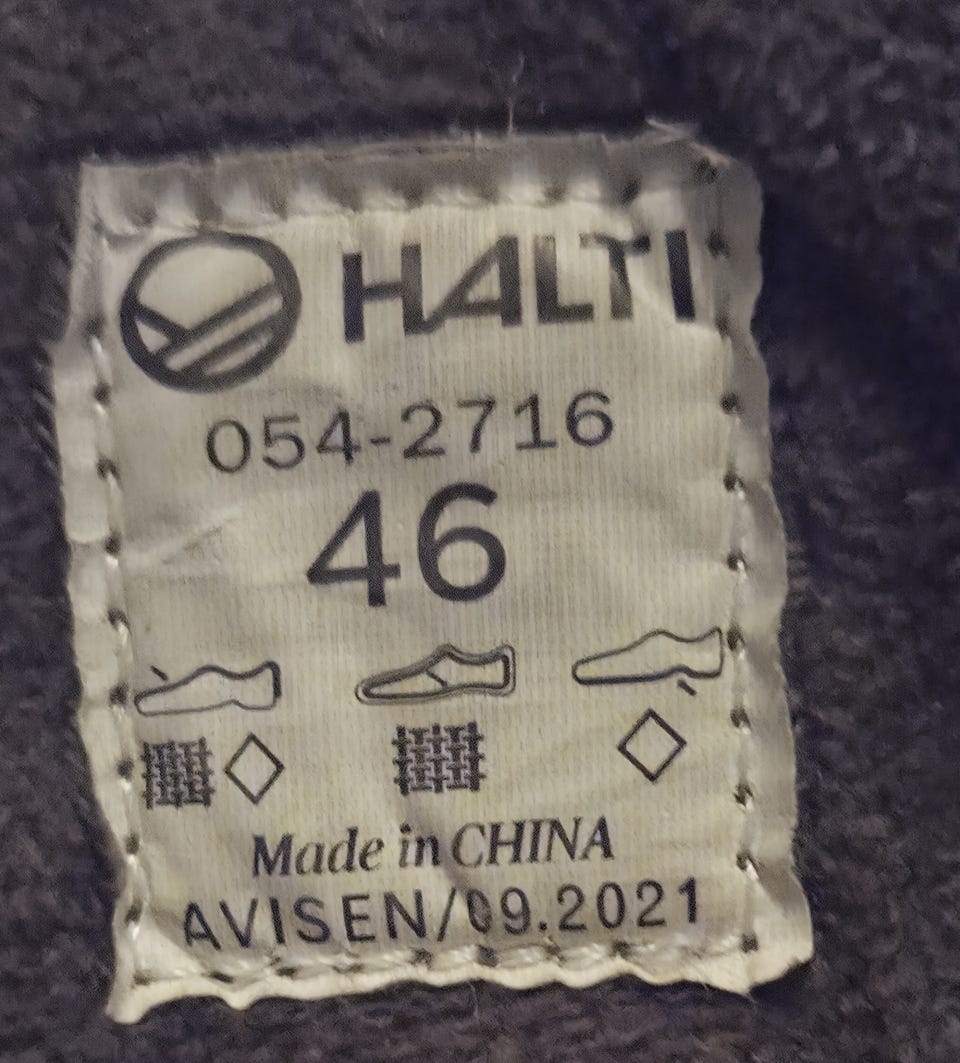 HALTI
054-2716
46
Made in CHINA
AVISEN/09.2021